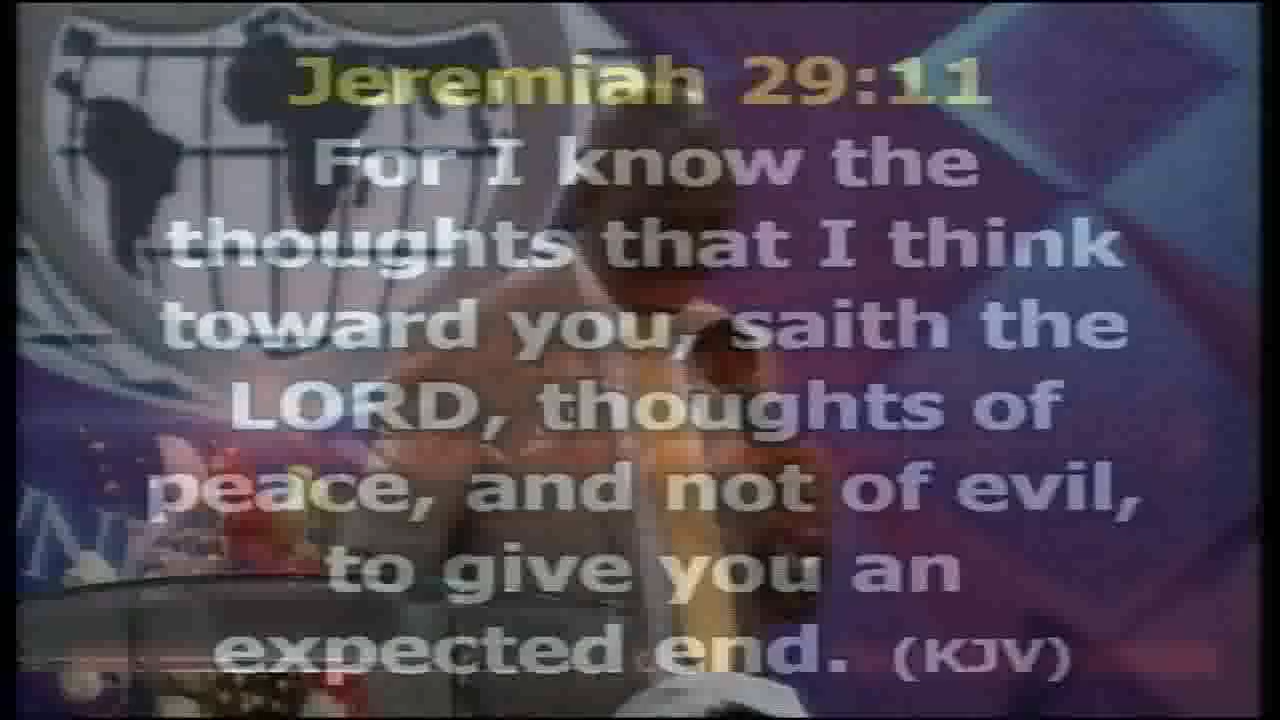 Jeremiah 29:11
For I know the
thoughts that I think
toward you, saith the
LORD, thoughts of
peace, and not of evil,
to give you an
expected end. (KJV)
N